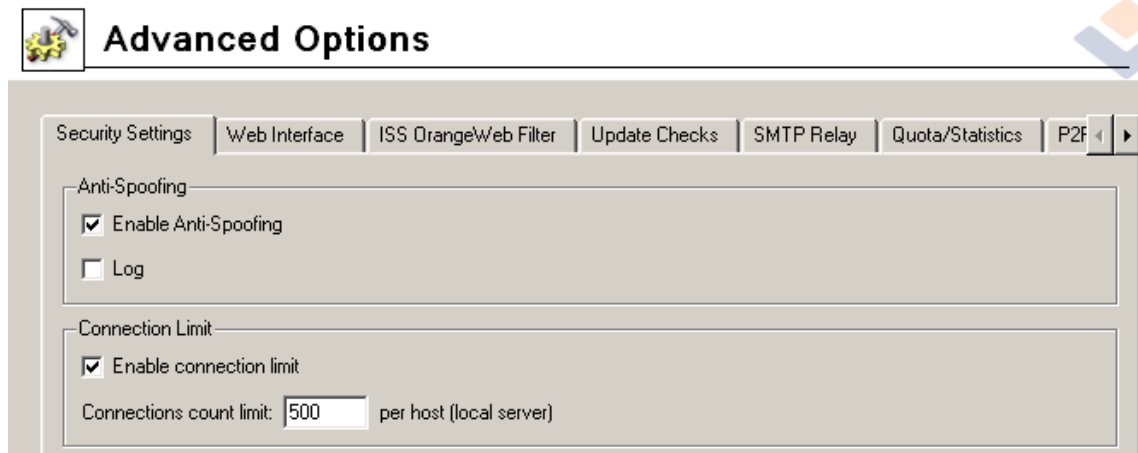 Advanced Options
Security Settings Web Interface ISS OrangeWeb Filter Update Checks SMTP Relay Quota/Statistics
Anti-Spoofing
Enable Anti-Spoofing
Log
Connection Limit
Enable connection limit
Connections count limit: 500 per host (local server)